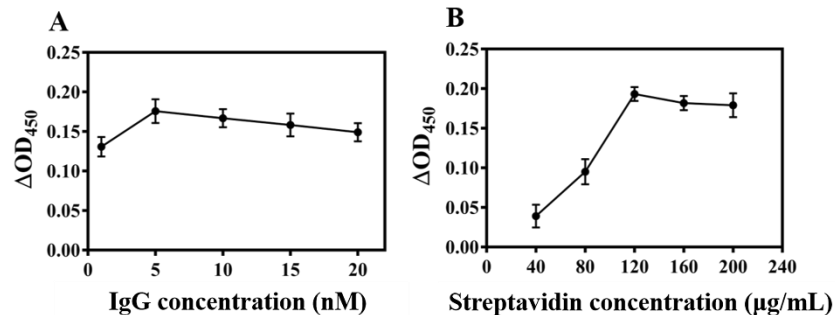 A
0.25
0.20
0.15
0.10
0.05
0.00
ΔOD₄₅₀
0 5 10 15 20
IgG concentration (nM)
B
0.25
0.20
0.15
0.10
0.05
0.00
ΔOD₄₅₀
0 40 80 120 160 200 240
Streptavidin concentration (µg/mL)